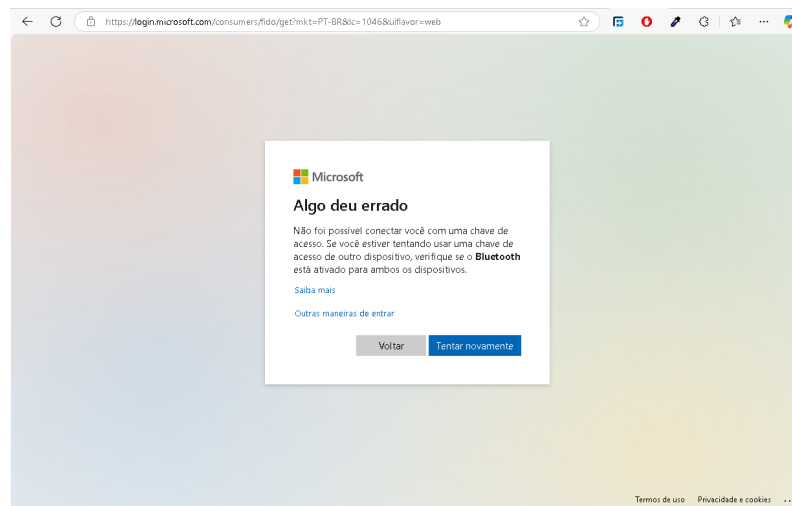 https://login.microsoft.com/consumers/fido/get?mkt=PT-BR&lc=1046&uiflavor=web
Microsoft
Algo deu errado
Não foi possível conectar você com uma chave de
acesso. Se você estiver tentando usar uma chave de
acesso de outro dispositivo, verifique se o Bluetooth
está ativado para ambos os dispositivos.
Saiba mais
Outras maneiras de entrar
Voltar
Tentar novamente
Termos de uso
Privacidade e cookies